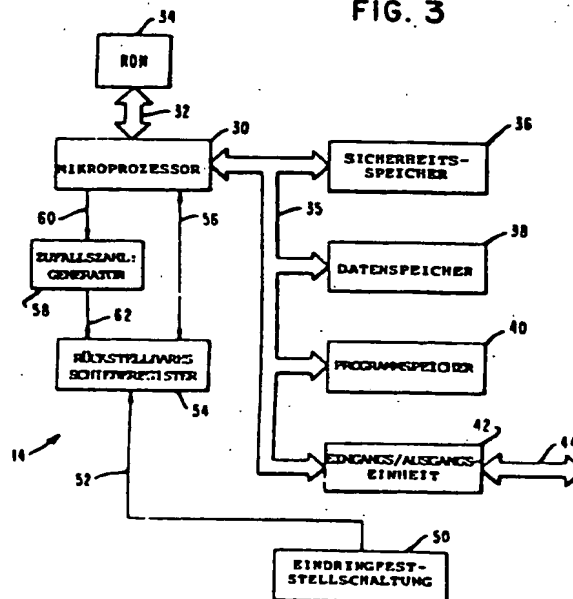 FIG. 3
34
ROM
32
30
MIKROPROZESSOR
36
SICHERHEITS-
SPEICHER
60
56
35
38
ZUFALLSZAHL-
GENERATOR
58
DATENSPEICHER
62
40
RÜCKSTELLBARES
SCHIEBEREGISTER
54
PROGRAMMSPEICHER
14
52
42
44
EINGANGS/AUSGANGS-
EINHEIT
50
EINDRINGFEST-
STELLSCHALTUNG